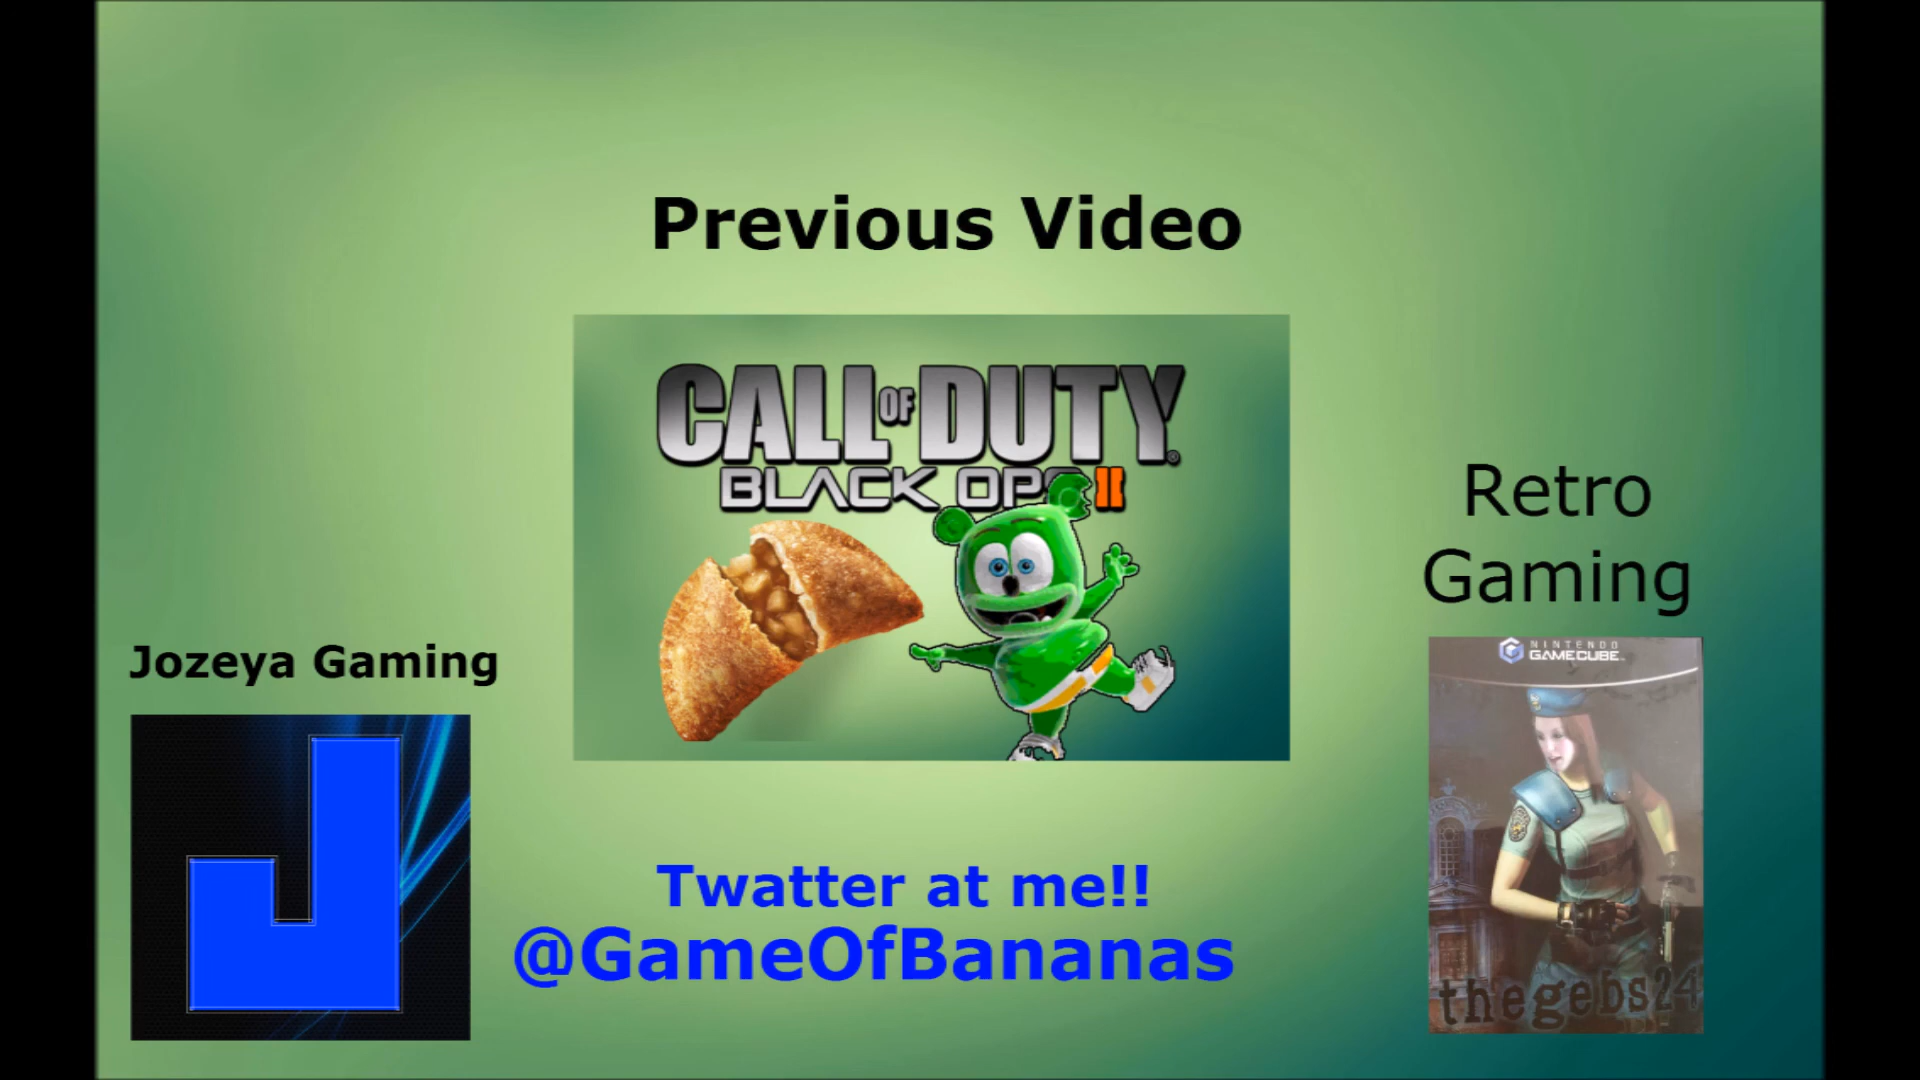 Previous Video
CALL OF DUTY
BLACK OPS II
Retro
Gaming
Jozeya Gaming
NINTENDO
GAMECUBE
J
Twatter at me!!
@GameOfBananas
thegebs24